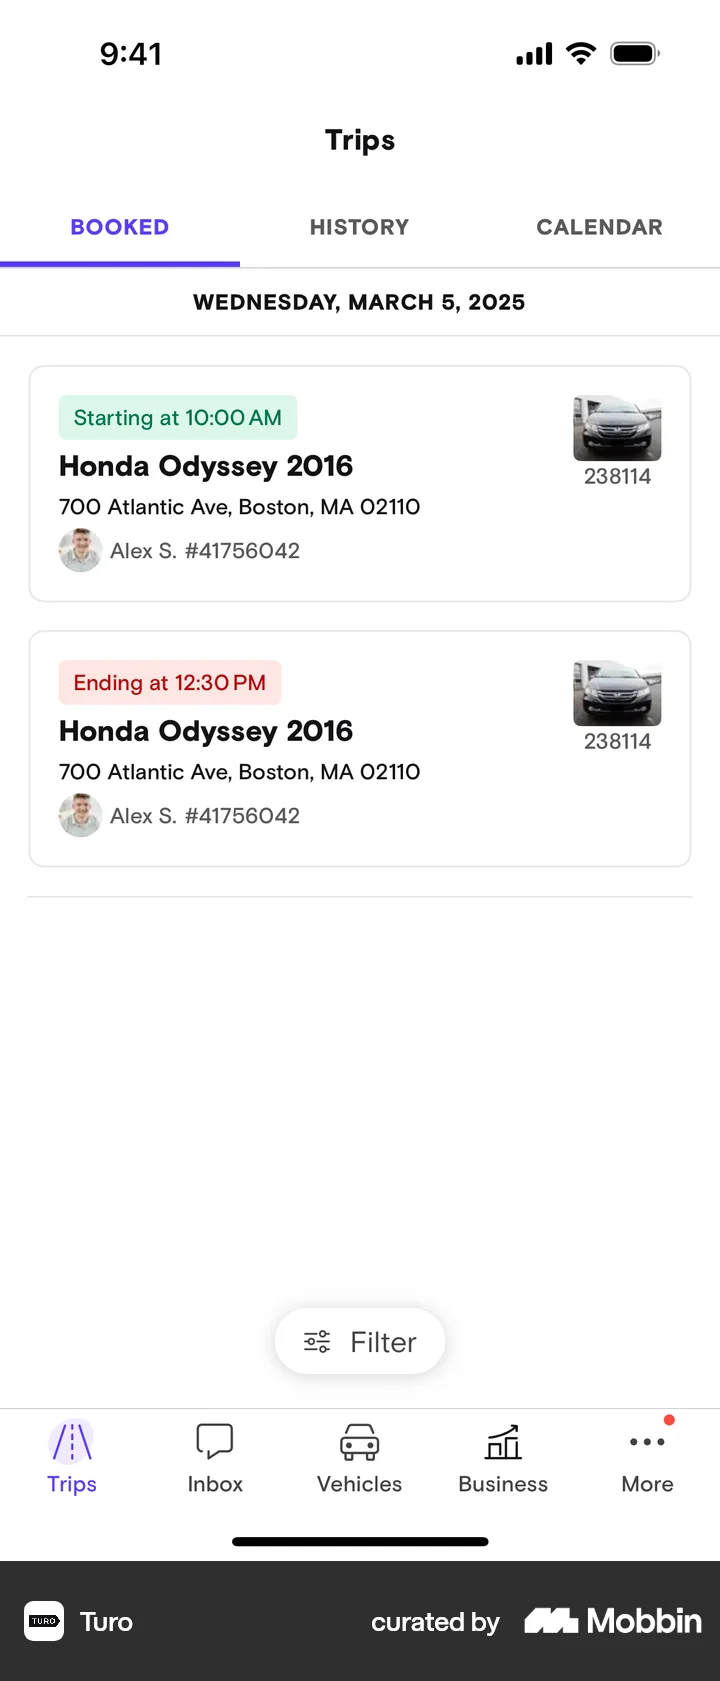 9:41
Trips
BOOKED HISTORY CALENDAR
WEDNESDAY, MARCH 5, 2025
Starting at 10:00 AM
Honda Odyssey 2016
238114
700 Atlantic Ave, Boston, MA 02110
Alex S. #41756042
Ending at 12:30 PM
Honda Odyssey 2016
238114
700 Atlantic Ave, Boston, MA 02110
Alex S. #41756042
Filter
Trips Inbox Vehicles Business More
TURO Turo curated by Mobbin